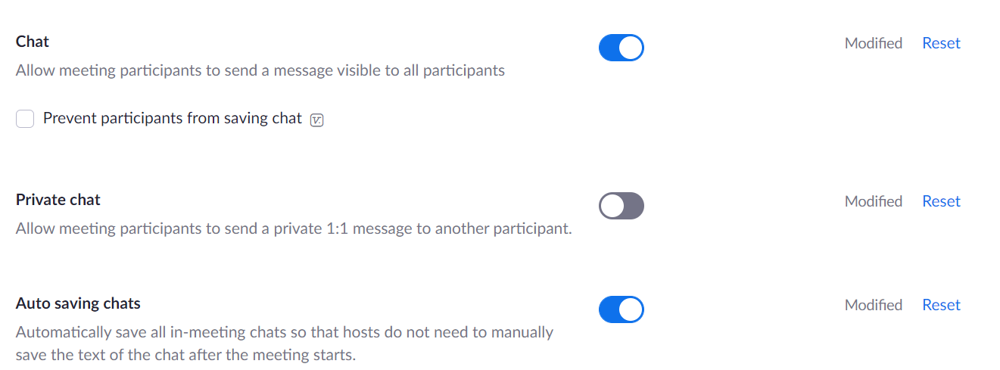 Chat Modified Reset
Allow meeting participants to send a message visible to all participants
Prevent participants from saving chat V.
Private chat Modified Reset
Allow meeting participants to send a private 1:1 message to another participant.
Auto saving chats Modified Reset
Automatically save all in-meeting chats so that hosts do not need to manually
save the text of the chat after the meeting starts.